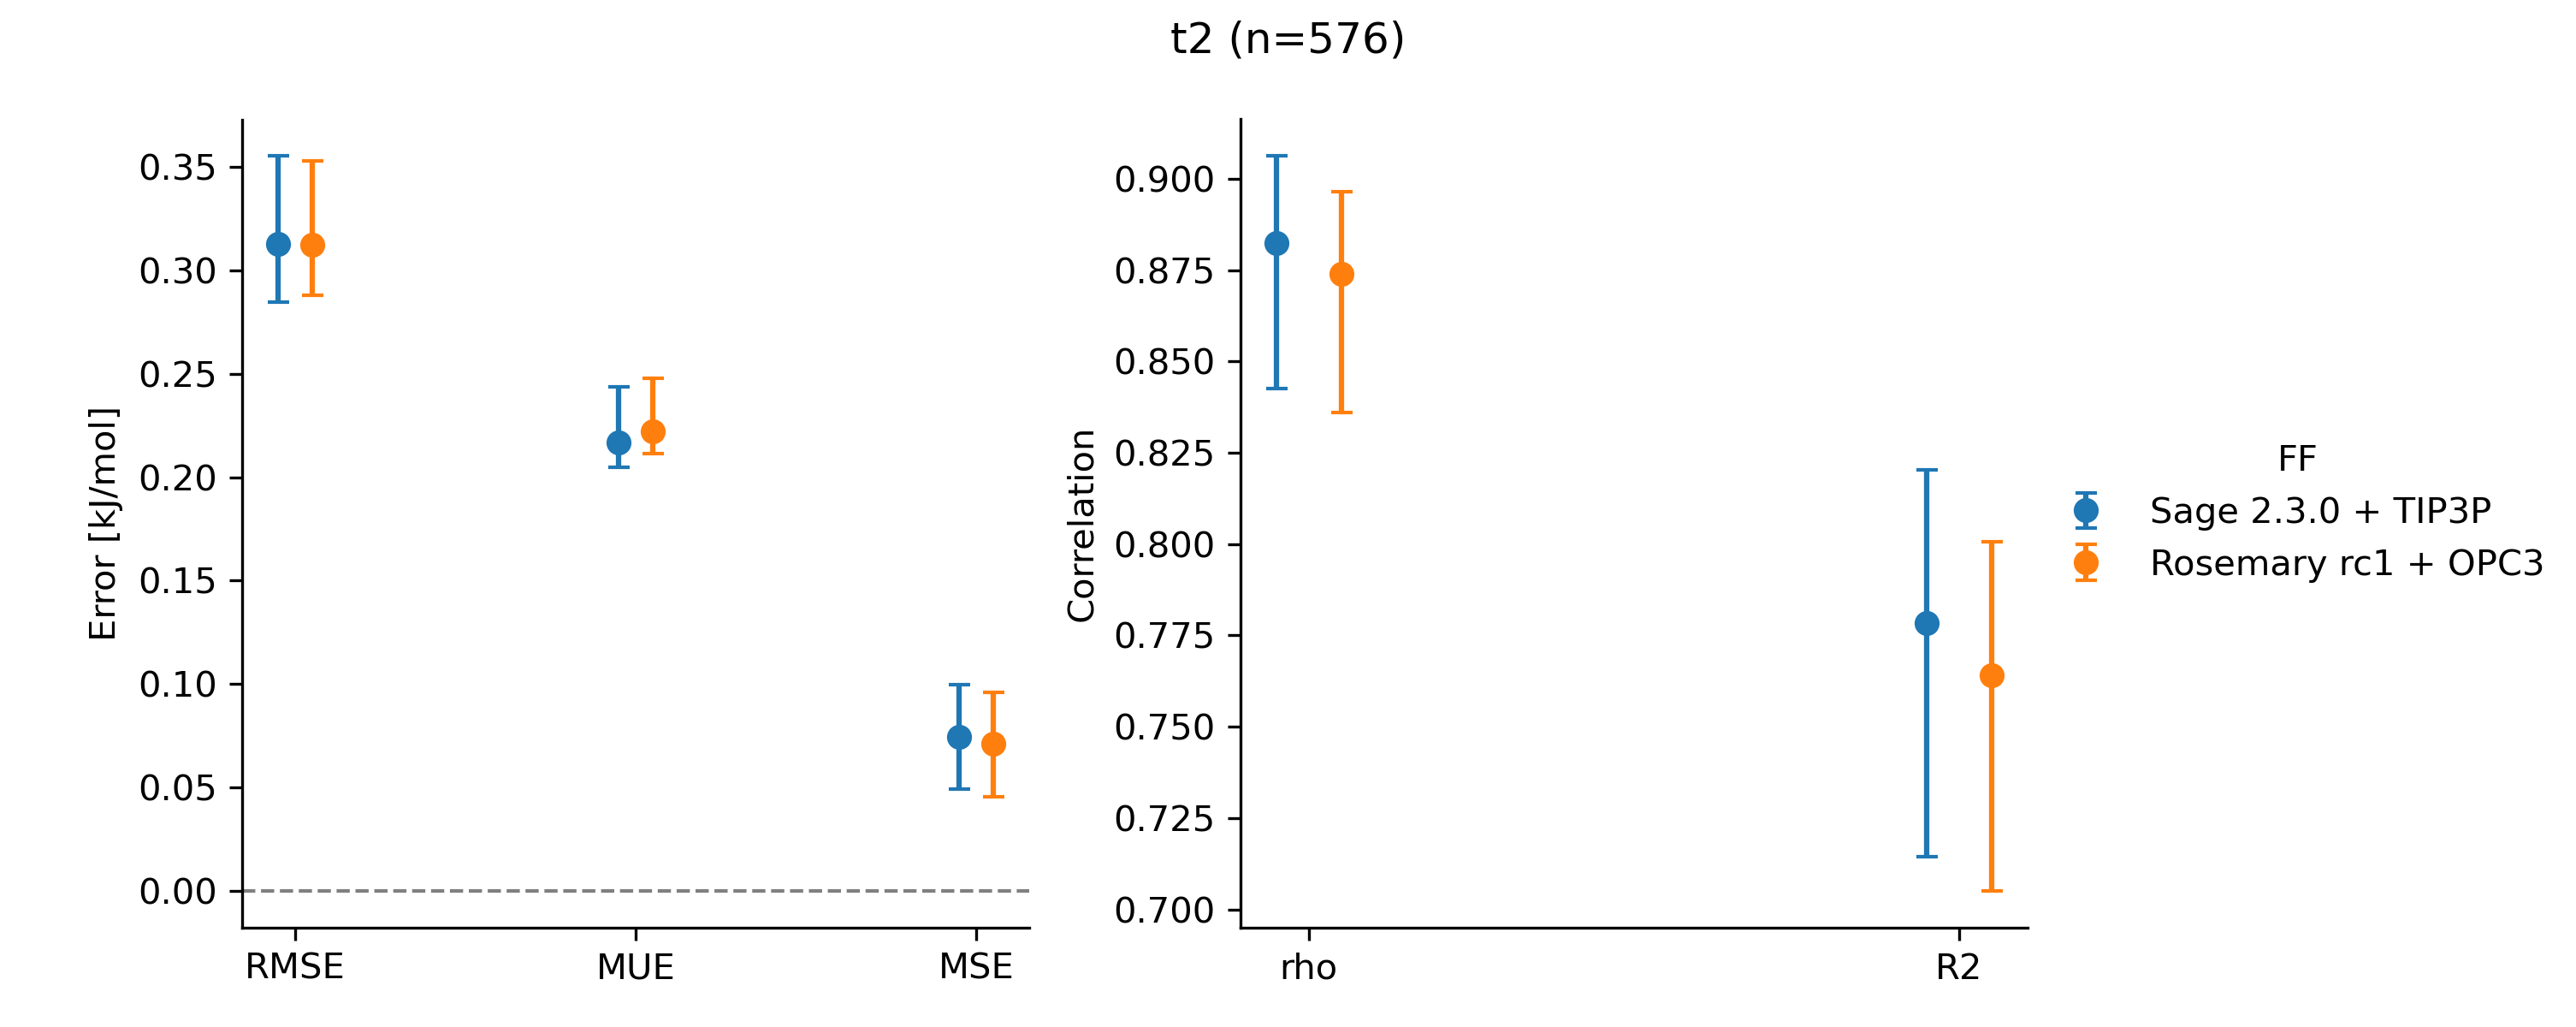 t2 (n=576)
Error [kJ/mol]
0.35
0.30
0.25
0.20
0.15
0.10
0.05
0.00
RMSE
MUE
MSE
Correlation
0.900
0.875
0.850
0.825
0.800
0.775
0.750
0.725
0.700
rho
R2
FF
Sage 2.3.0 + TIP3P
Rosemary rc1 + OPC3